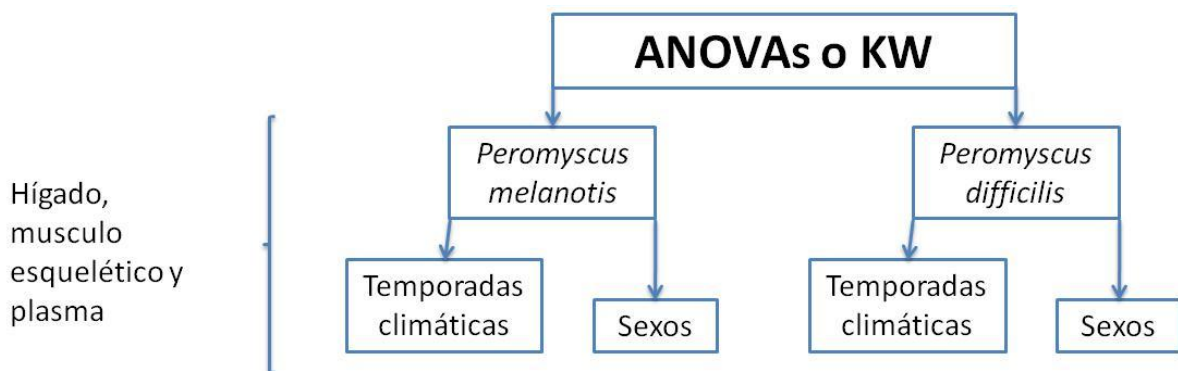 ANOVAs o KW
Peromyscus
melanotis
Peromyscus
difficilis
Hígado,
musculo
esquelético y
plasma
Temporadas
climáticas
Sexos
Temporadas
climáticas
Sexos